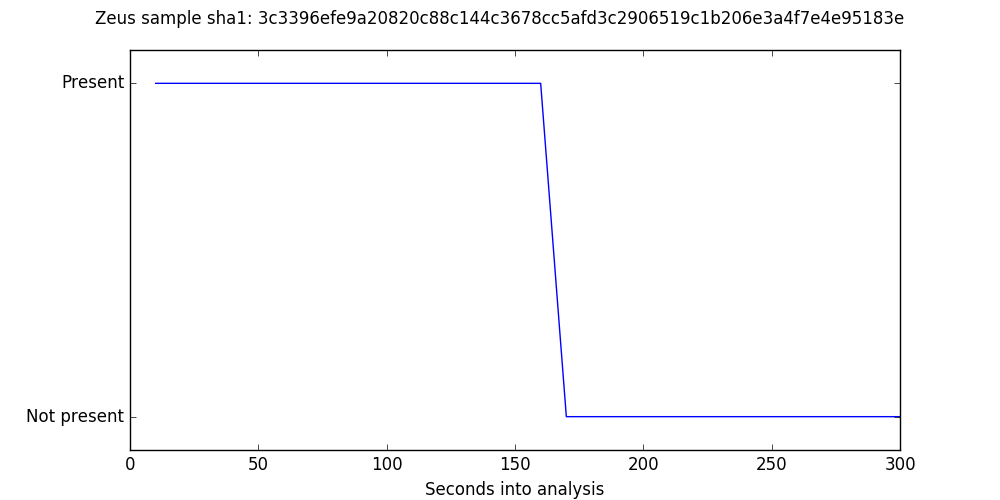 Zeus sample sha1: 3c3396efe9a20820c88c144c3678cc5afd3c2906519c1b206e3a4f7e4e95183e
Present
Not present
0 50 100 150 200 250 300
Seconds into analysis